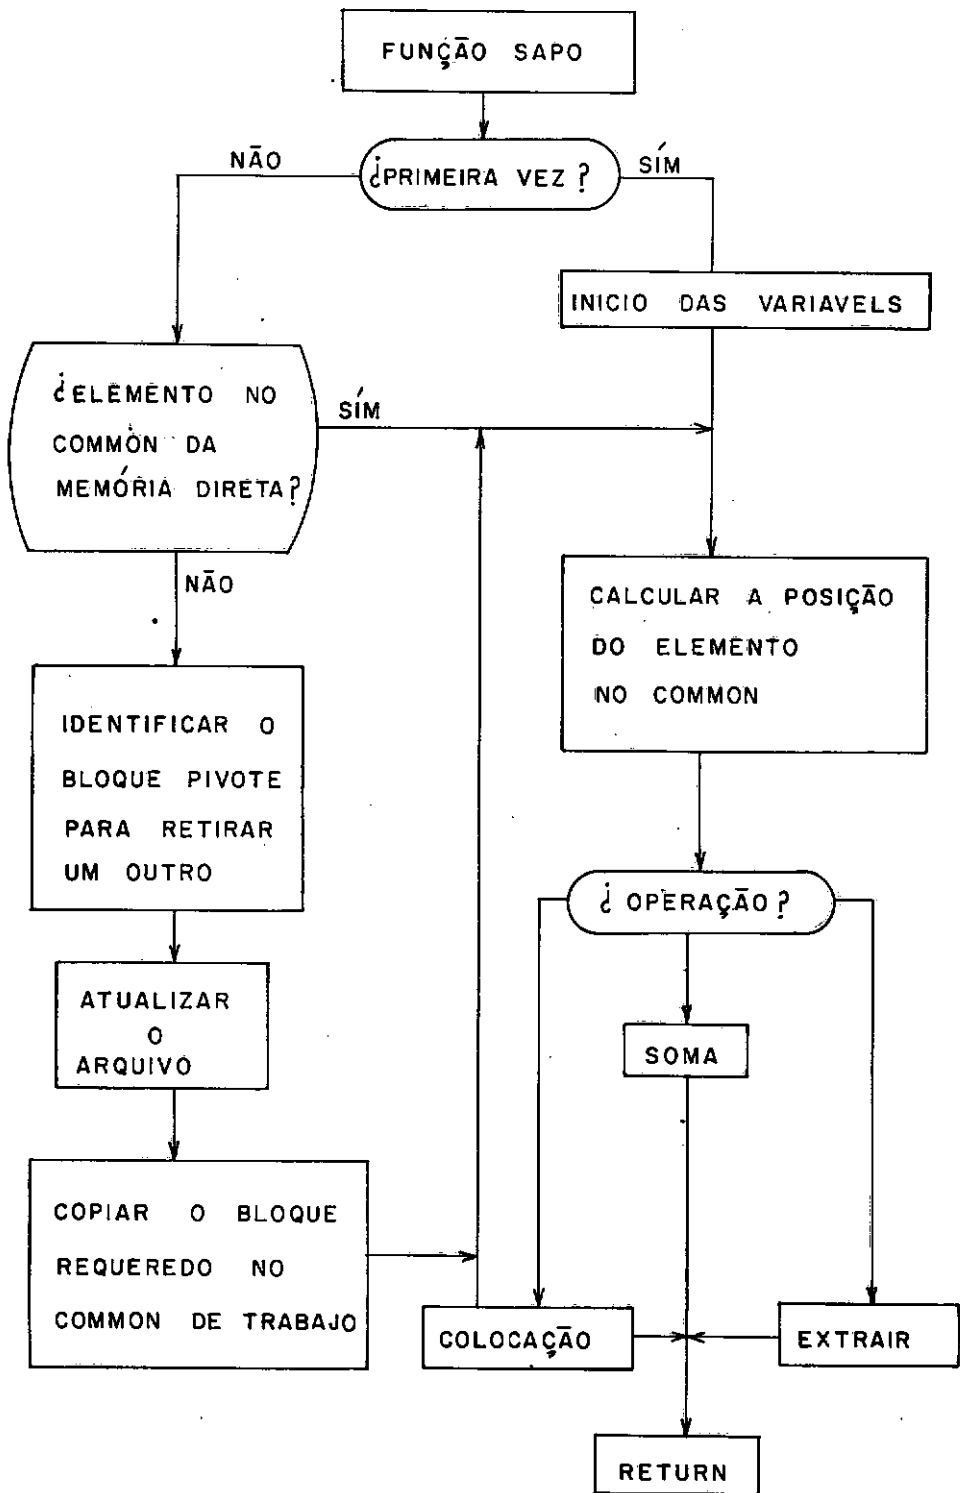 FUNÇÃO SAPO
¿PRIMEIRA VEZ?
NÃO
SÍM
INICIO DAS VARIAVELS
¿ELEMENTO NO
COMMON DA
MEMÓRIA DIRETA?
SÍM
NÃO
CALCULAR A POSIÇÃO
DO ELEMENTO
NO COMMON
IDENTIFICAR O
BLOQUE PIVOTE
PARA RETIRAR
UM OUTRO
¿OPERAÇÃO?
ATUALIZAR
O
ARQUIVO
SOMA
COPIAR O BLOQUE
REQUEREDO NO
COMMON DE TRABAJO
COLOCAÇÃO
EXTRAIR
RETURN